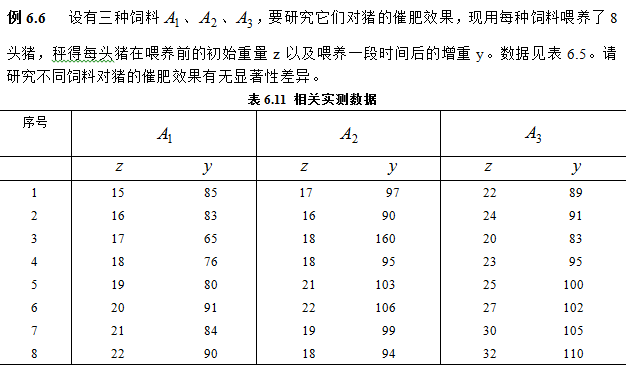 例 6.6 设有三种饲料 A1、A2、A3,要研究它们对猪的催肥效果,现用每种饲料喂养了 8
头猪,秤得每头猪在喂养前的初始重量 z 以及喂养一段时间后的增重 y。数据见表 6.5。请
研究不同饲料对猪的催肥效果有无显著性差异。
表 6.11 相关实测数据
序号 A1 A2 A3
z y z y z y
1 15 85 17 97 22 89
2 16 83 16 90 24 91
3 17 65 18 160 20 83
4 18 76 18 95 23 95
5 19 80 21 103 25 100
6 20 91 22 106 27 102
7 21 84 19 99 30 105
8 22 90 18 94 32 110